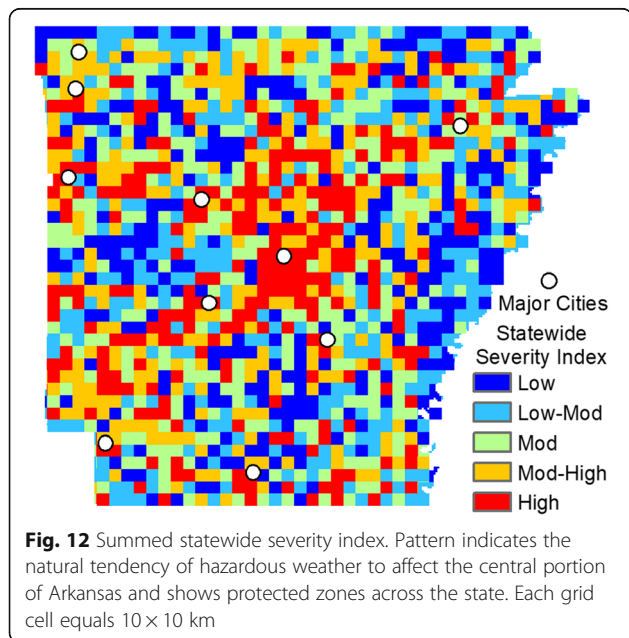 Major Cities
Statewide
Severity Index
Low
Low-Mod
Mod
Mod-High
High
Fig. 12 Summed statewide severity index. Pattern indicates the
natural tendency of hazardous weather to affect the central portion
of Arkansas and shows protected zones across the state. Each grid
cell equals 10 × 10 km